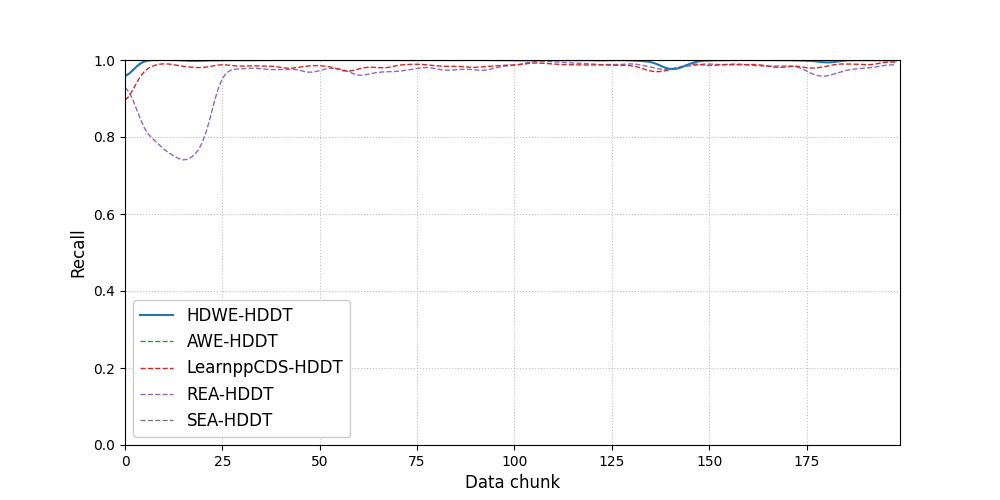 1.0
0.8
0.6
0.4
0.2
0.0
Recall
HDWE-HDDT
AWE-HDDT
LearnppCDS-HDDT
REA-HDDT
SEA-HDDT
0 25 50 75 100 125 150 175
Data chunk